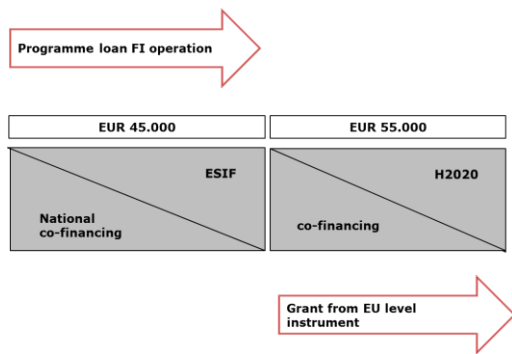 Programme loan FI operation
EUR 45.000
EUR 55.000
ESIF
H2020
National
co-financing
co-financing
Grant from EU level
instrument